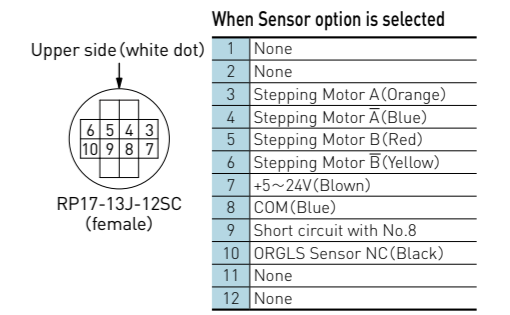 When Sensor option is selected
Upper side (white dot)
1 None
2 None
3 Stepping Motor A(Orange)
4 Stepping Motor A̅(Blue)
5 Stepping Motor B(Red)
6 Stepping Motor B̅(Yellow)
7 +5~24V(Blown)
8 COM(Blue)
9 Short circuit with No.8
10 ORGLS Sensor NC(Black)
11 None
12 None
6 5 4 3
10 9 8 7
RP17-13J-12SC
(female)